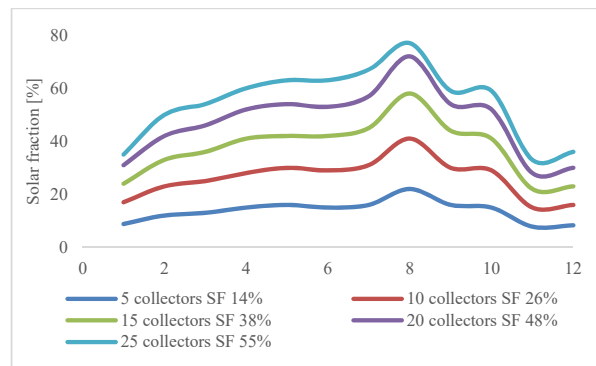 80
60
40
20
0
Solar fraction [%]
0 2 4 6 8 10 12
5 collectors SF 14% 10 collectors SF 26%
15 collectors SF 38% 20 collectors SF 48%
25 collectors SF 55%